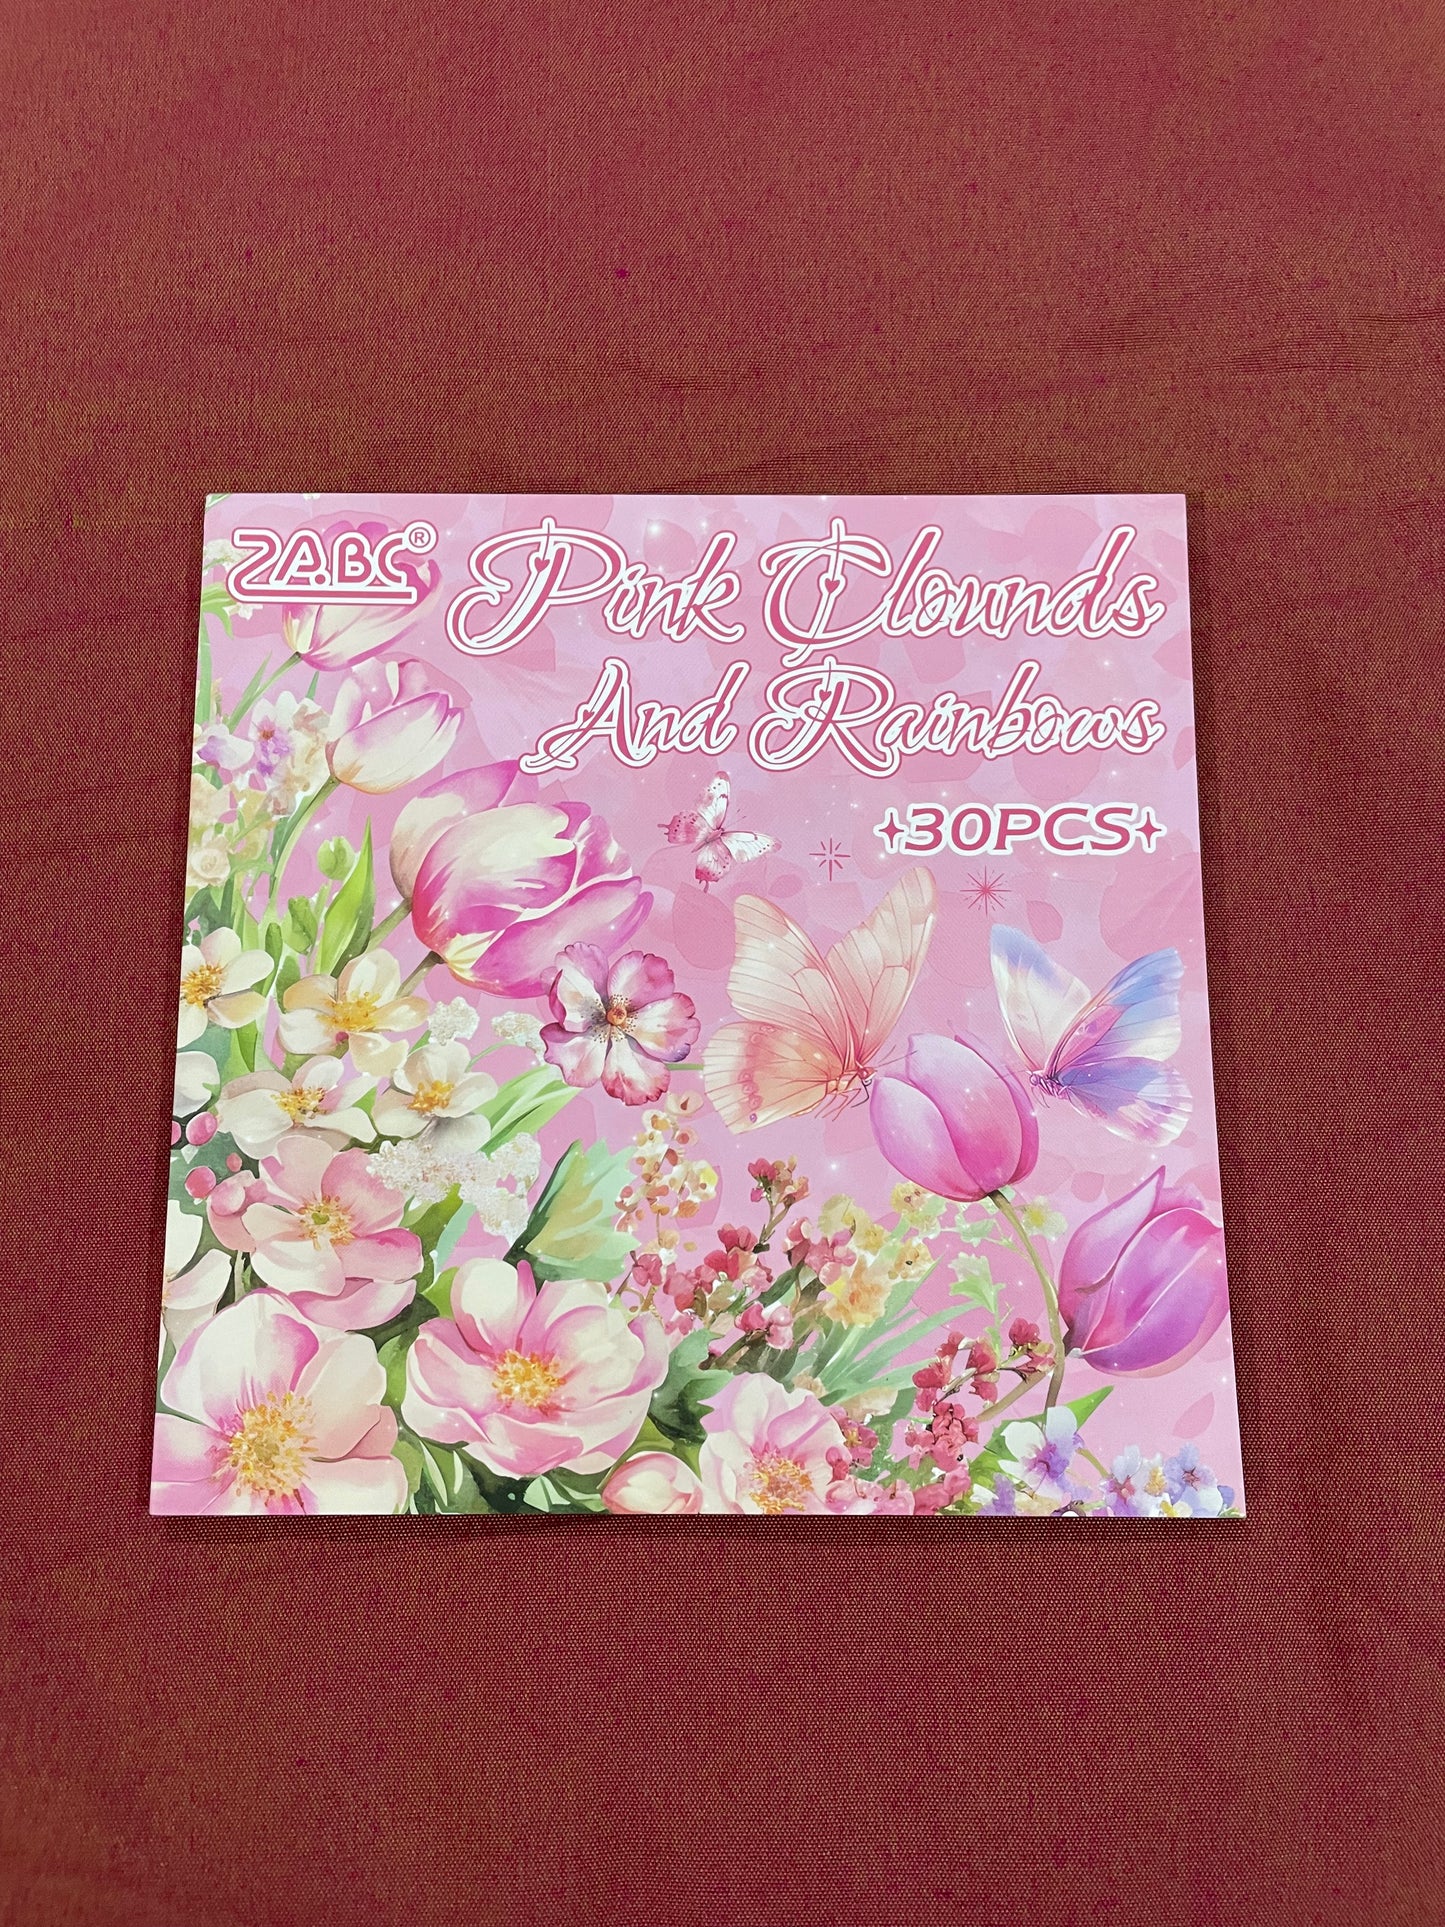 ZABC®
Pink Clounds
And Rainbows
30PCS